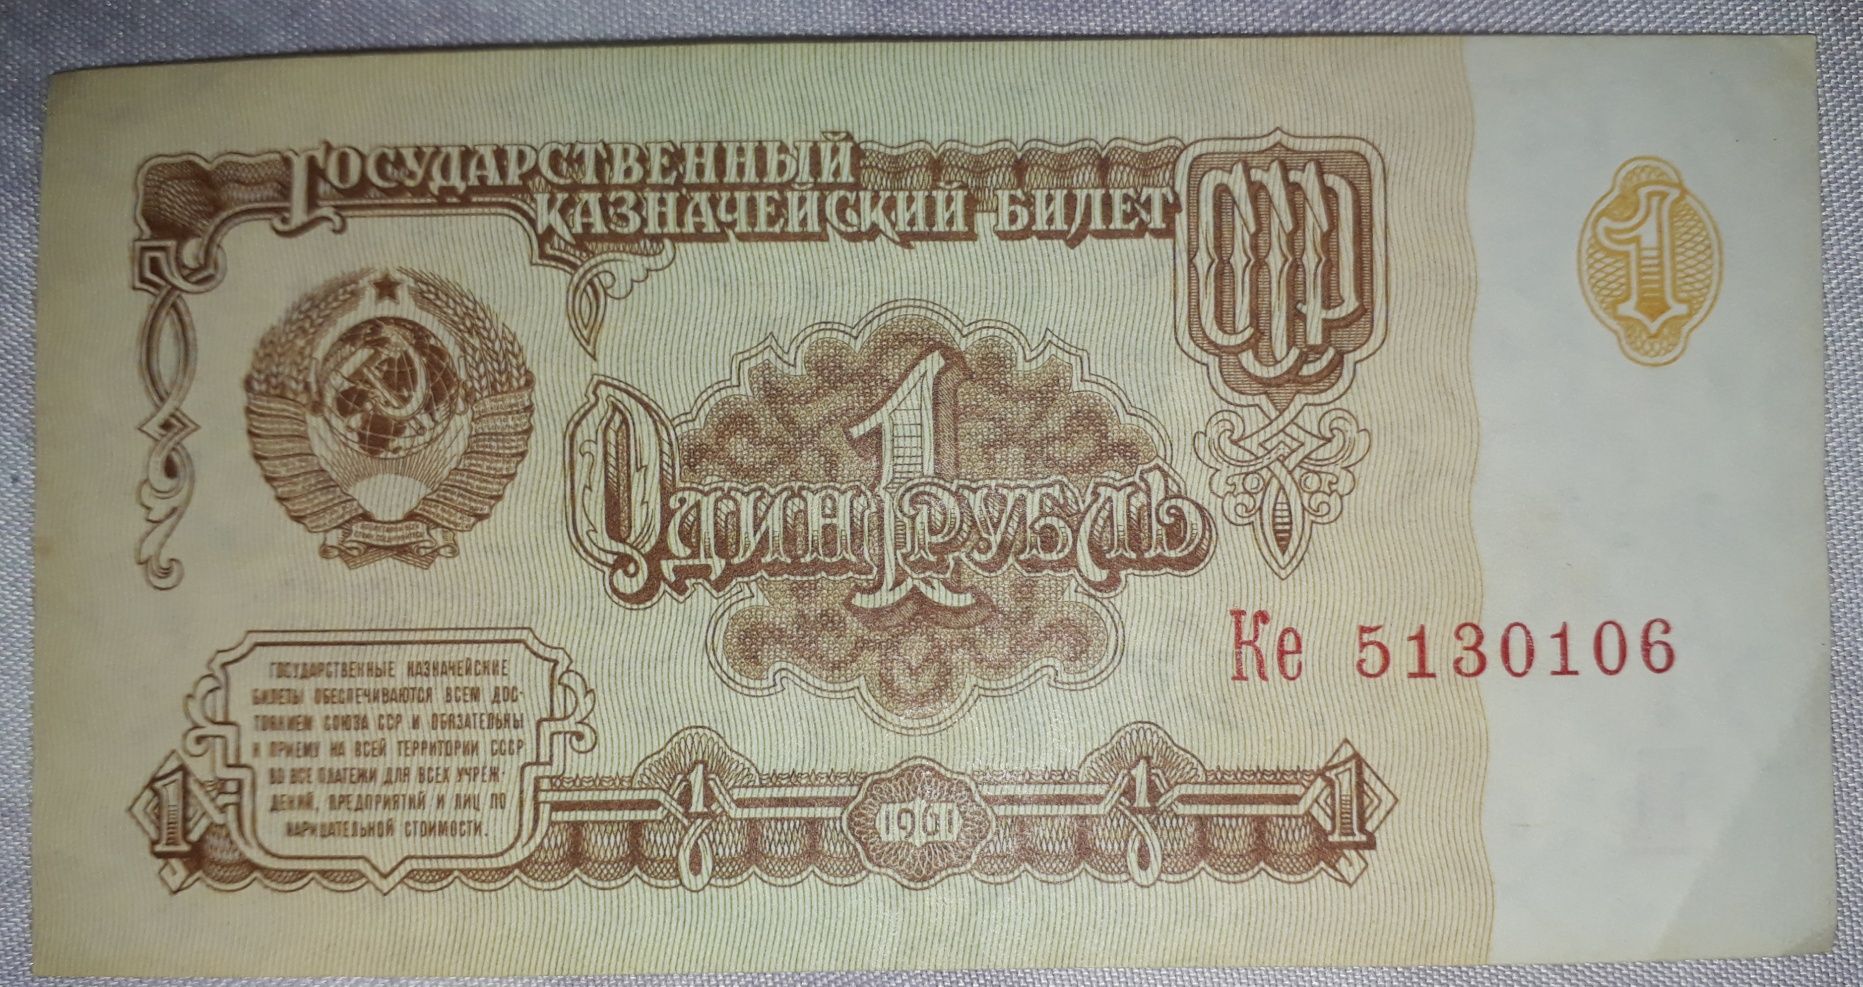 Государственный
казначейский билет
СССР
1
1
Один рубль
Ке 5130106
ГОСУДАРСТВЕННЫЕ КАЗНАЧЕЙСКИЕ
БИЛЕТЫ ОБЕСПЕЧИВАЮТСЯ ВСЕМ ДОС-
ТОЯНИЕМ СОЮЗА ССР И ОБЯЗАТЕЛЬНЫ
К ПРИЕМУ НА ВСЕЙ ТЕРРИТОРИИ СССР
ВО ВСЕ ПЛАТЕЖИ ДЛЯ ВСЕХ УЧРЕЖ-
ДЕНИЙ, ПРЕДПРИЯТИЙ И ЛИЦ ПО
НАРИЦАТЕЛЬНОЙ СТОИМОСТИ.
1 1 1961 1 1